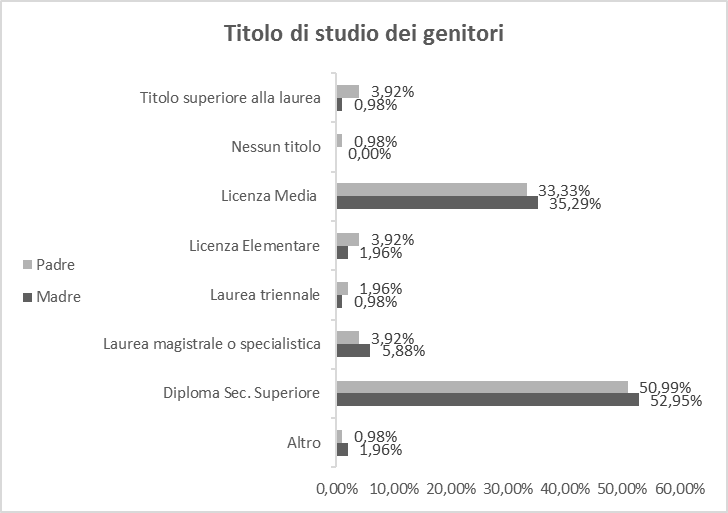 Titolo di studio dei genitori
Titolo superiore alla laurea
3,92%
0,98%
Nessun titolo
0,98%
0,00%
Licenza Media
33,33%
35,29%
Licenza Elementare
3,92%
1,96%
Laurea triennale
1,96%
0,98%
Laurea magistrale o specialistica
3,92%
5,88%
Diploma Sec. Superiore
50,99%
52,95%
Altro
0,98%
1,96%
Padre
Madre
0,00% 10,00% 20,00% 30,00% 40,00% 50,00% 60,00%